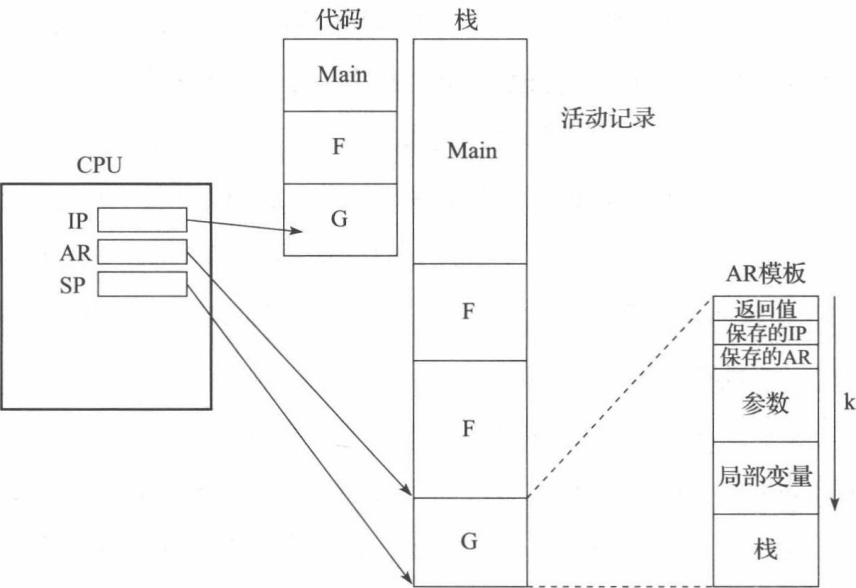 代码
栈
Main
F
G
Main
F
F
G
活动记录
CPU
IP
AR
SP
AR模板
返回值
保存的IP
保存的AR
参数
局部变量
栈
k